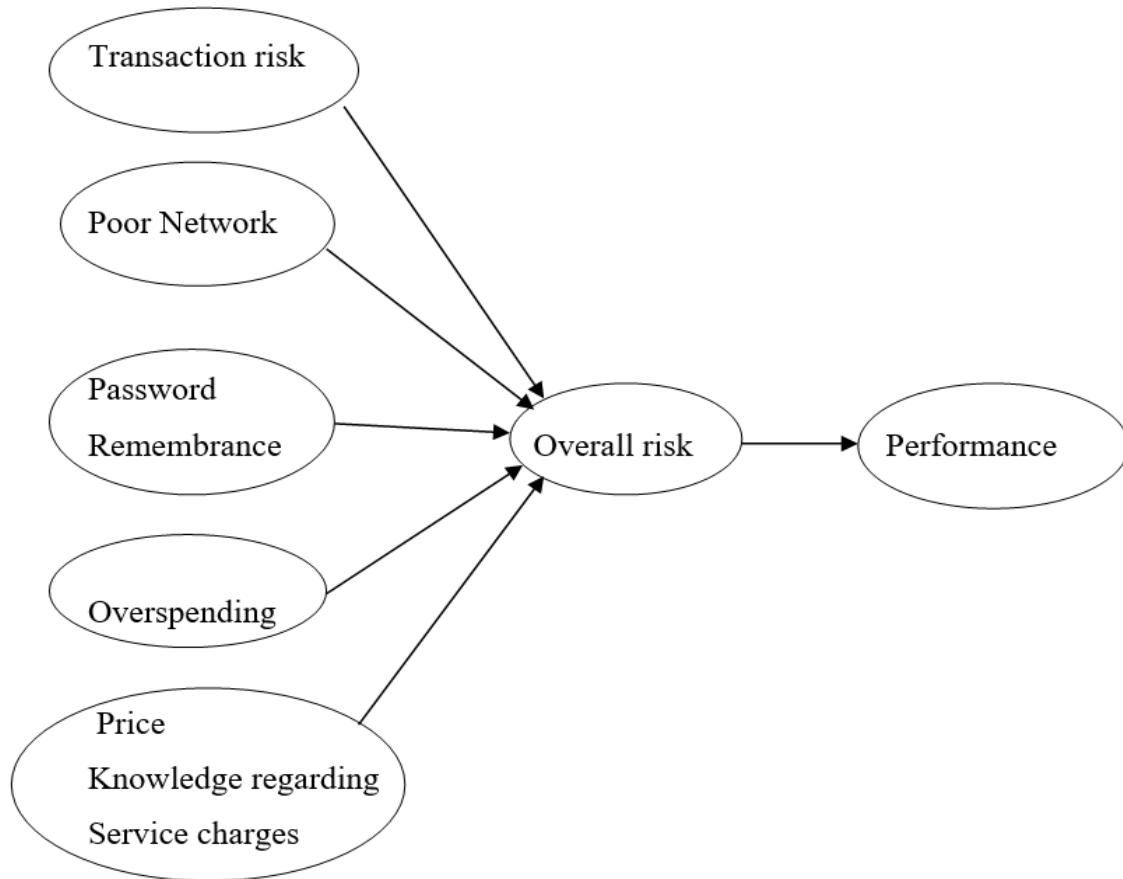 Transaction risk
Poor Network
Password
Remembrance
Overspending
Price
Knowledge regarding
Service charges
Overall risk
Performance